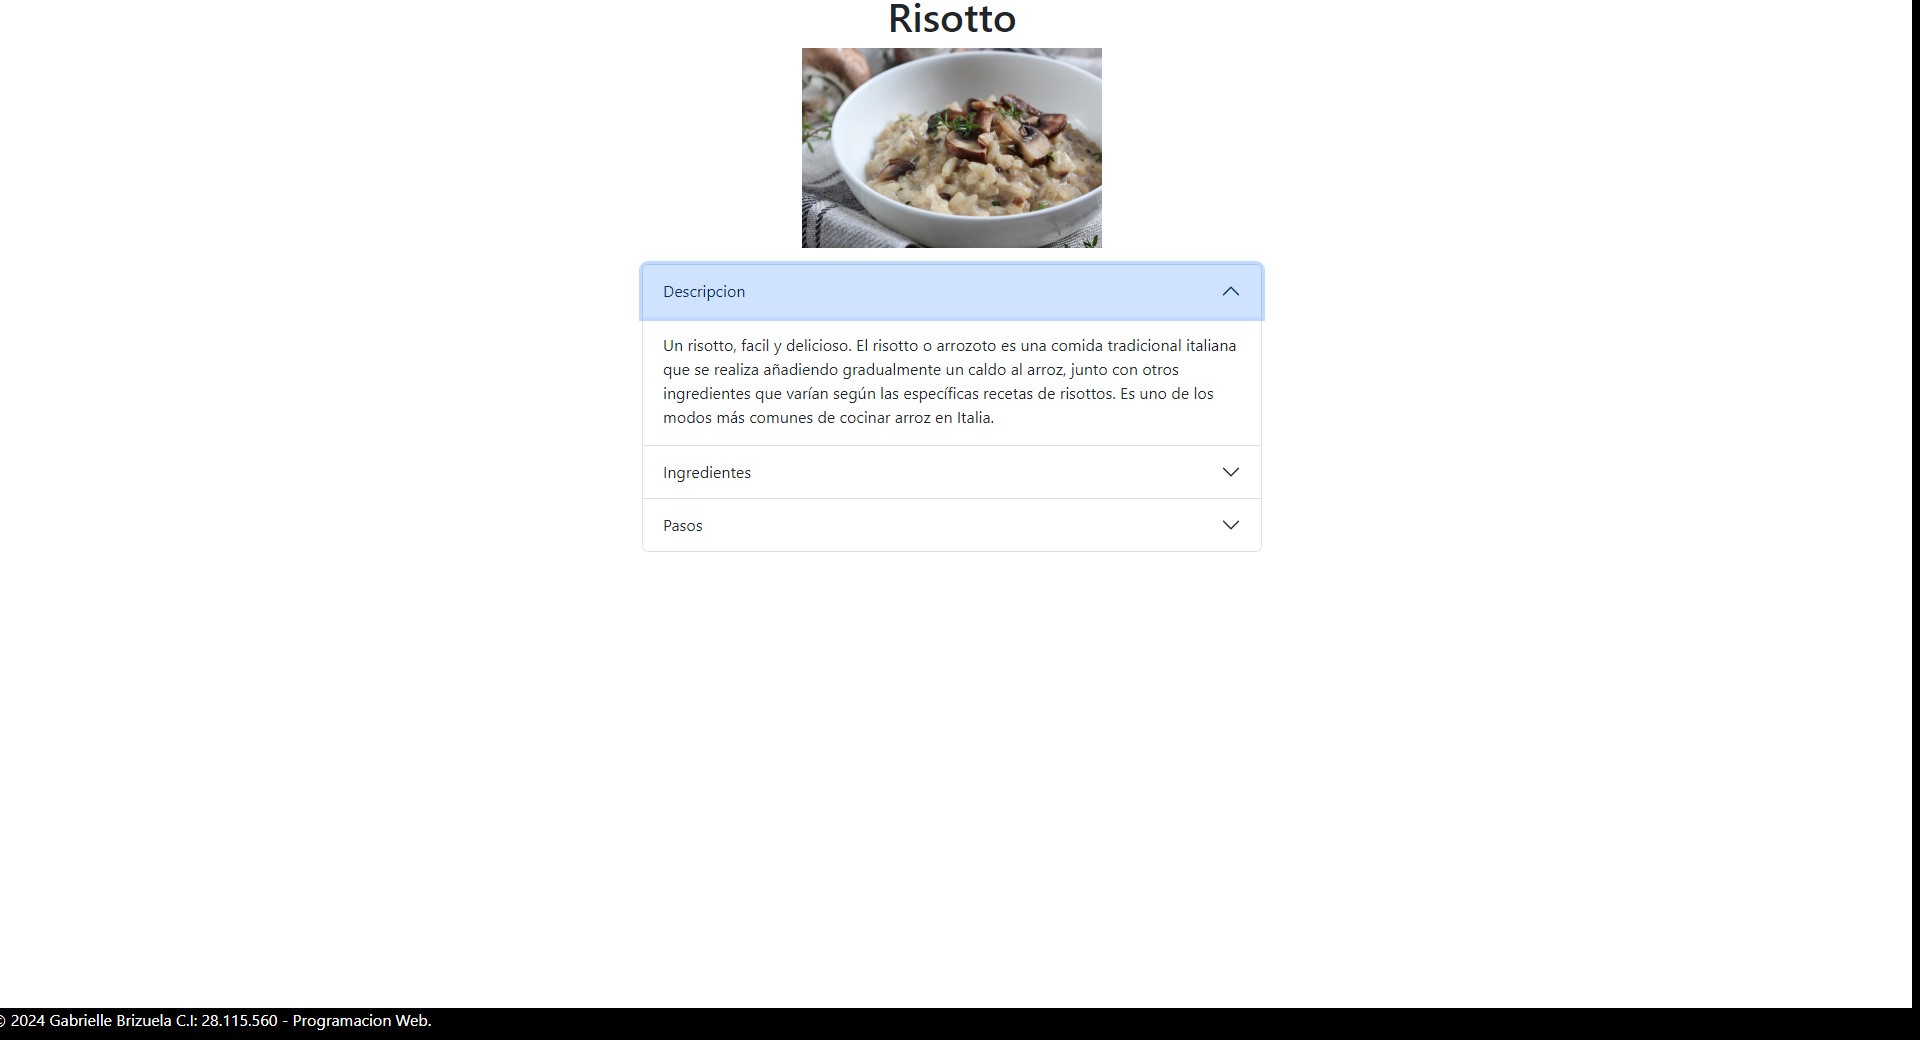 Risotto
Descripcion
Un risotto, facil y delicioso. El risotto o arrozoto es una comida tradicional italiana
que se realiza añadiendo gradualmente un caldo al arroz, junto con otros
ingredientes que varían según las específicas recetas de risottos. Es uno de los
modos más comunes de cocinar arroz en Italia.
Ingredientes
Pasos
© 2024 Gabrielle Brizuela C.I: 28.115.560 - Programacion Web.